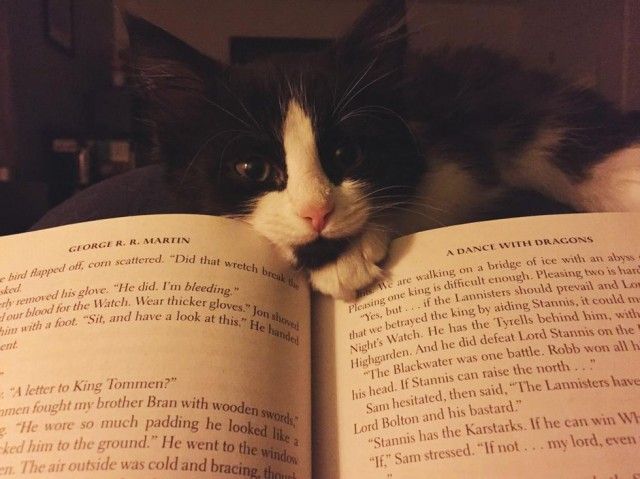 GEORGE R. R. MARTIN
bird flapped off, corn scattered. "Did that wretch break the
sked.
rly removed his glove. "He did. I'm bleeding."
our blood for the Watch. Wear thicker gloves." Jon shoved
him with a foot. "Sit, and have a look at this." He handed
ent.
"A letter to King Tommen?"
mmen fought my brother Bran with wooden swords,"
g. "He wore so much padding he looked like a
cked him to the ground." He went to the window
en. The air outside was cold and bracing, though
A DANCE WITH DRAGONS
We are walking on a bridge of ice with an abyss
Pleasing one king is difficult enough. Pleasing two is
"Yes, but . . . if the Lannisters should prevail and
that we betrayed the king by aiding Stannis, it could
Night's Watch. He has the Tyrells behind him, with
Highgarden. And he did defeat Lord Stannis on the
"The Blackwater was one battle. Robb won all
his head. If Stannis can raise the north . . ."
Sam hesitated, then said, "The Lannisters have
Lord Bolton and his bastard."
"Stannis has the Karstarks. If he can win
"If," Sam stressed. "If not . . . my lord, even